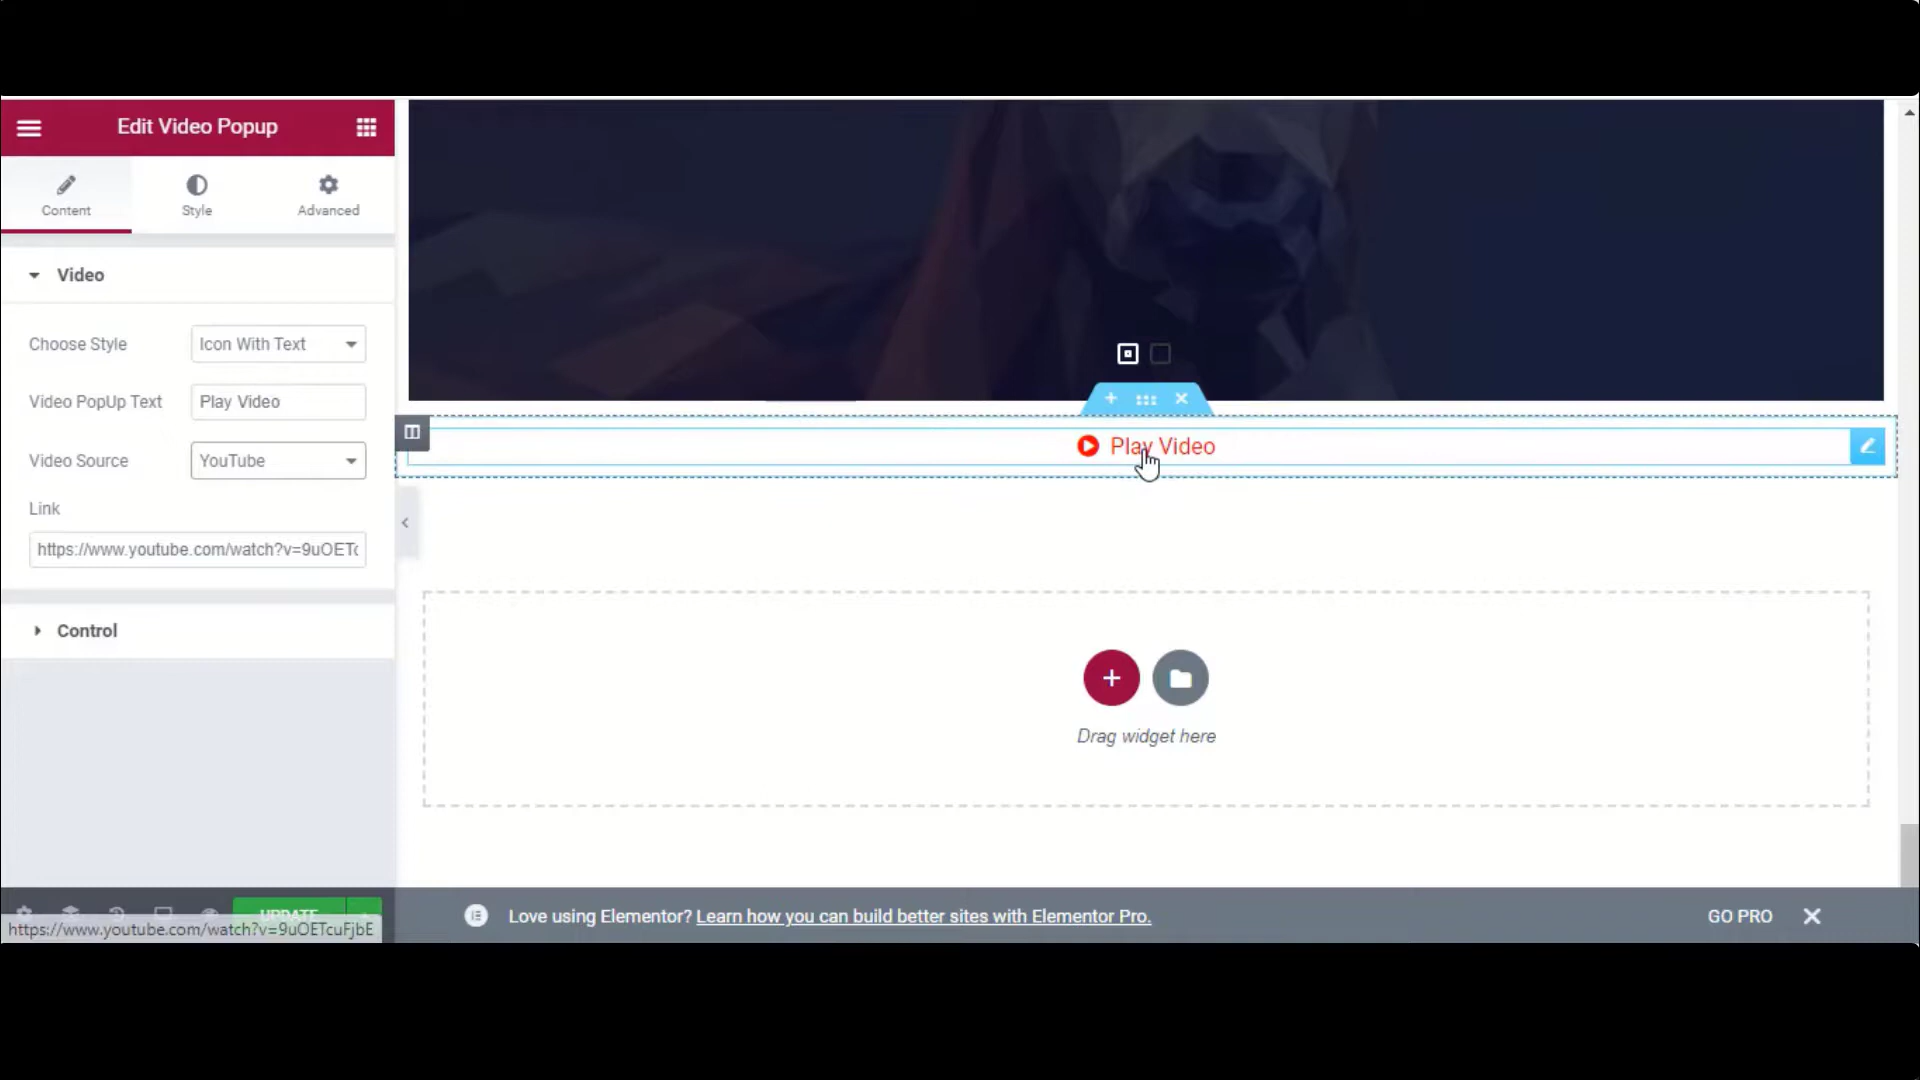 Edit Video Popup
Content
Style
Advanced
Video
Choose Style
Icon With Text
Video PopUp Text
Play Video
Video Source
YouTube
Link
https://www.youtube.com/watch?v=9uOETc
Control
Play Video
Drag widget here
UPDATE
https://www.youtube.com/watch?v=9uOETcuFjbE
Love using Elementor? Learn how you can build better sites with Elementor Pro.
GO PRO